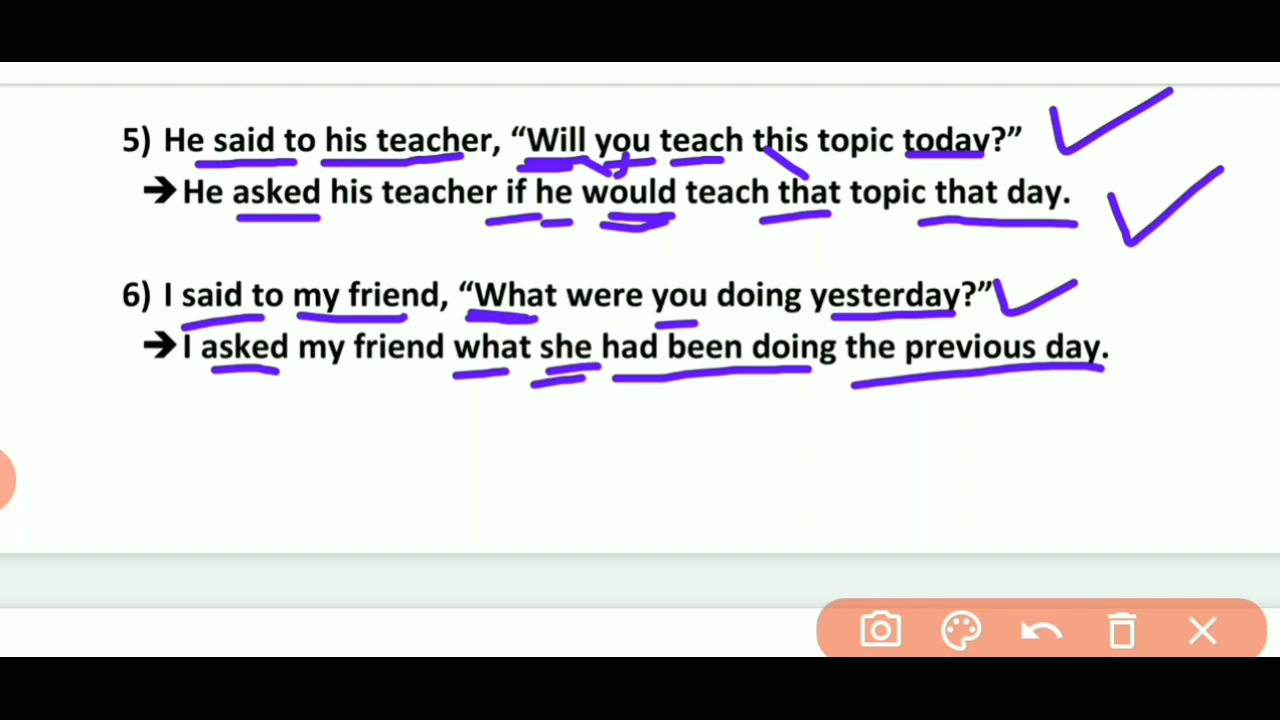 5) He said to his teacher, “Will you teach this topic today?”
➔He asked his teacher if he would teach that topic that day.
6) I said to my friend, “What were you doing yesterday?”
➔I asked my friend what she had been doing the previous day.